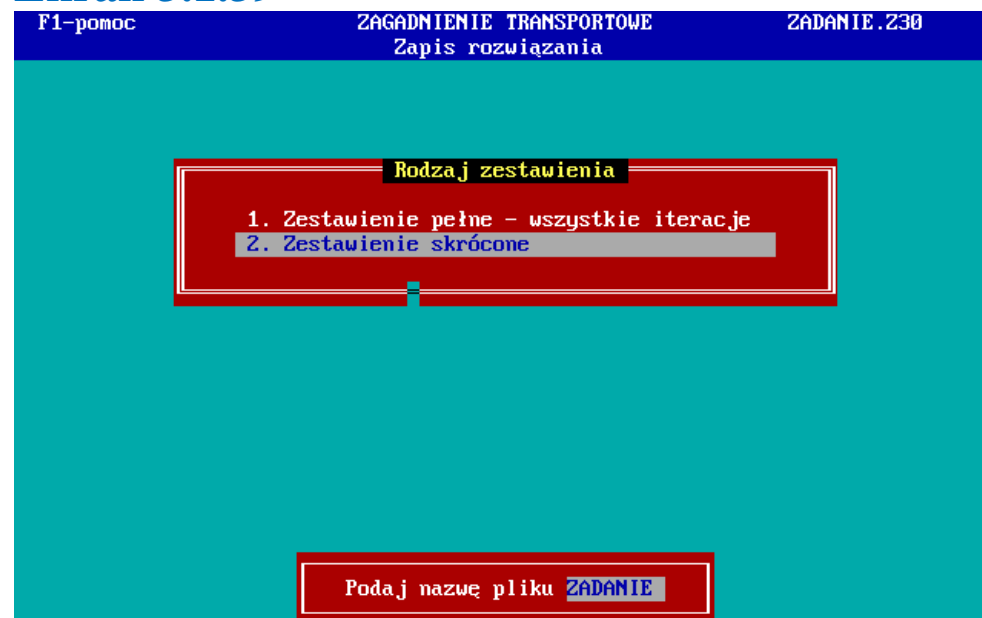 F1-pomoc ZAGADNIENIE TRANSPORTOWE ZADANIE.Z30
Zapis rozwiązania
Rodzaj zestawienia
1. Zestawienie pełne - wszystkie iteracje
2. Zestawienie skrócone
Podaj nazwę pliku ZADANIE